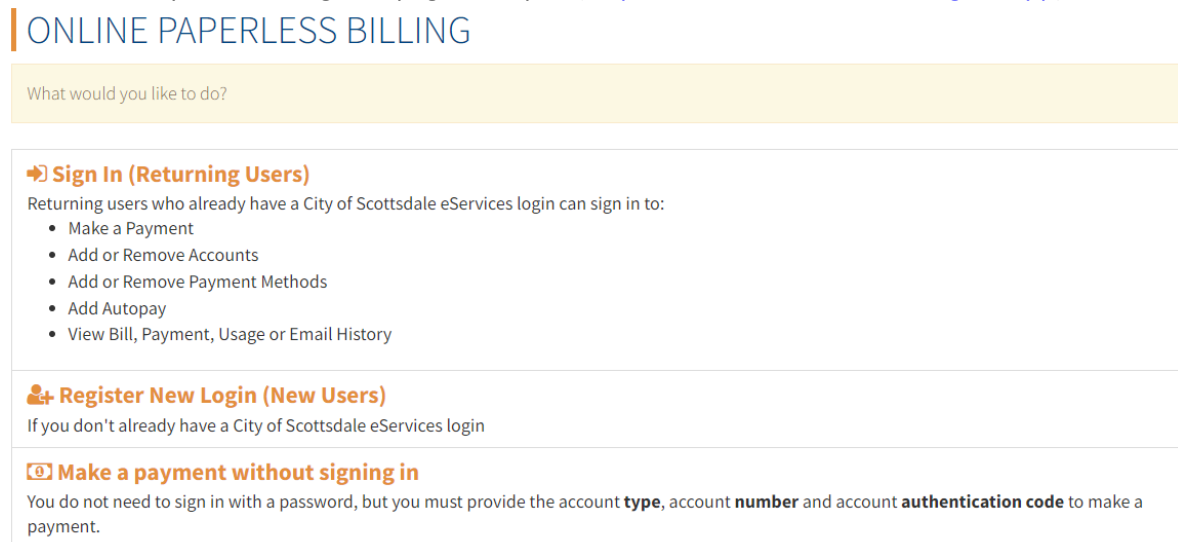 ONLINE PAPERLESS BILLING
What would you like to do?
Sign In (Returning Users)
Returning users who already have a City of Scottsdale eServices login can sign in to:
• Make a Payment
• Add or Remove Accounts
• Add or Remove Payment Methods
• Add Autopay
• View Bill, Payment, Usage or Email History
Register New Login (New Users)
If you don't already have a City of Scottsdale eServices login
Make a payment without signing in
You do not need to sign in with a password, but you must provide the account type, account number and account authentication code to make a
payment.